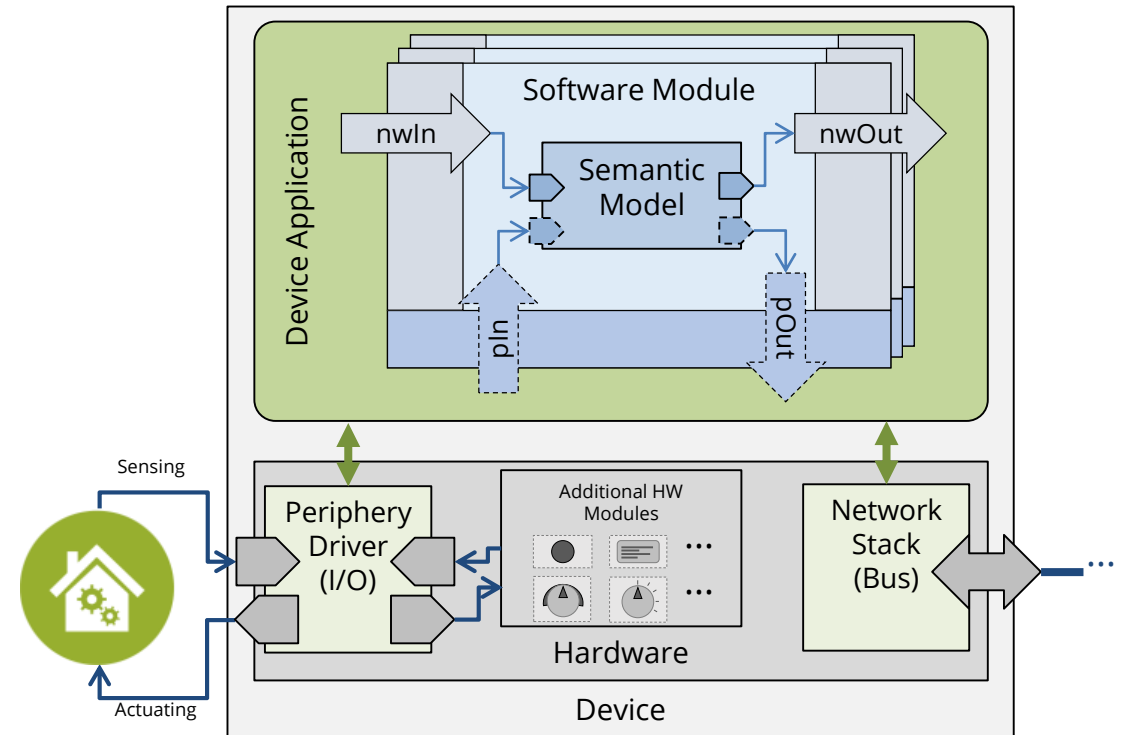 Software Module
nwIn
nwOut
Semantic
Model
Device Application
pIn
pOut
Sensing
Periphery
Driver
(I/O)
Additional HW
Modules
...
...
Network
Stack
(Bus)
...
Hardware
Actuating
Device